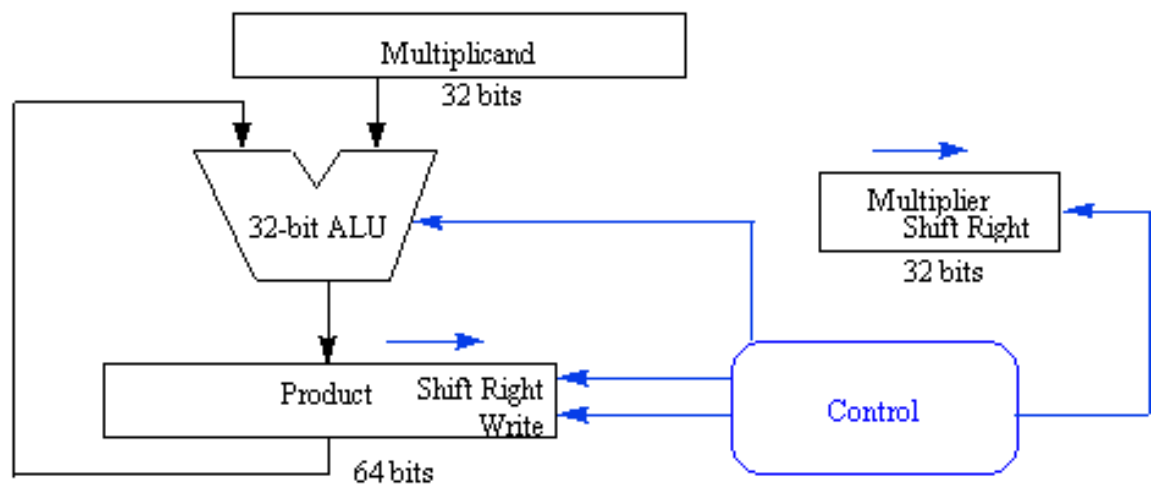 Multiplicand
32 bits
32-bit ALU
Multiplier
Shift Right
32 bits
Product
Shift Right
Write
64 bits
Control